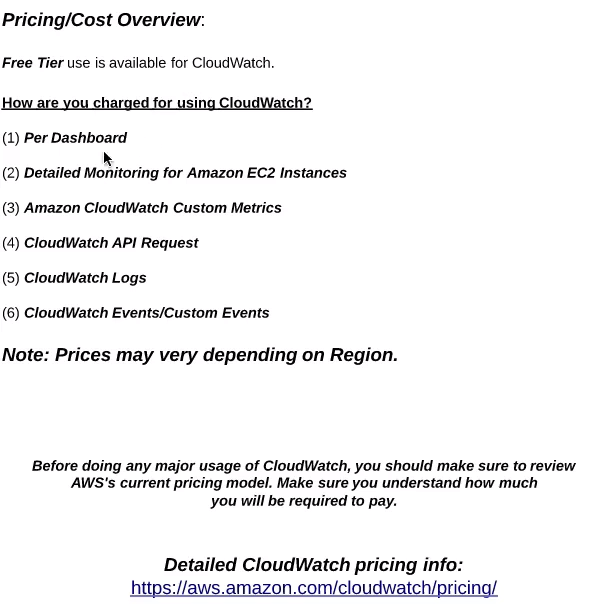 Pricing/Cost Overview:
Free Tier use is available for CloudWatch.
How are you charged for using CloudWatch?
(1) Per Dashboard
(2) Detailed Monitoring for Amazon EC2 Instances
(3) Amazon CloudWatch Custom Metrics
(4) CloudWatch API Request
(5) CloudWatch Logs
(6) CloudWatch Events/Custom Events
Note: Prices may very depending on Region.
Before doing any major usage of CloudWatch, you should make sure to review
AWS's current pricing model. Make sure you understand how much
you will be required to pay.
Detailed CloudWatch pricing info:
https://aws.amazon.com/cloudwatch/pricing/